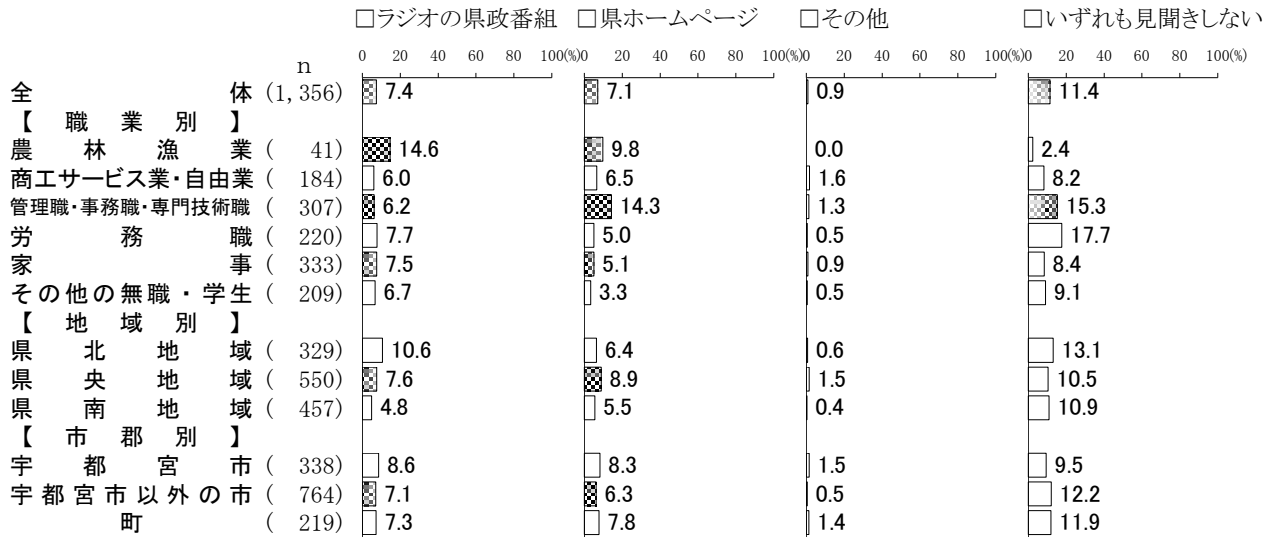 □ラジオの県政番組 □県ホームページ □その他 □いずれも見聞きしない
n 0 20 40 60 80 100(%) 0 20 40 60 80 100(%) 0 20 40 60 80 100(%) 0 20 40 60 80 100(%)
全体 (1,356) 7.4 7.1 0.9 11.4
【職業別】
農林漁業 ( 41) 14.6 9.8 0.0 2.4
商工サービス業・自由業 ( 184) 6.0 6.5 1.6 8.2
管理職・事務職・専門技術職 ( 307) 6.2 14.3 1.3 15.3
労務職 ( 220) 7.7 5.0 0.5 17.7
家事 ( 333) 7.5 5.1 0.9 8.4
その他の無職・学生 ( 209) 6.7 3.3 0.5 9.1
【地域別】
県北地域 ( 329) 10.6 6.4 0.6 13.1
県央地域 ( 550) 7.6 8.9 1.5 10.5
県南地域 ( 457) 4.8 5.5 0.4 10.9
【市郡別】
宇都宮市 ( 338) 8.6 8.3 1.5 9.5
宇都宮市以外の市 ( 764) 7.1 6.3 0.5 12.2
町 ( 219) 7.3 7.8 1.4 11.9